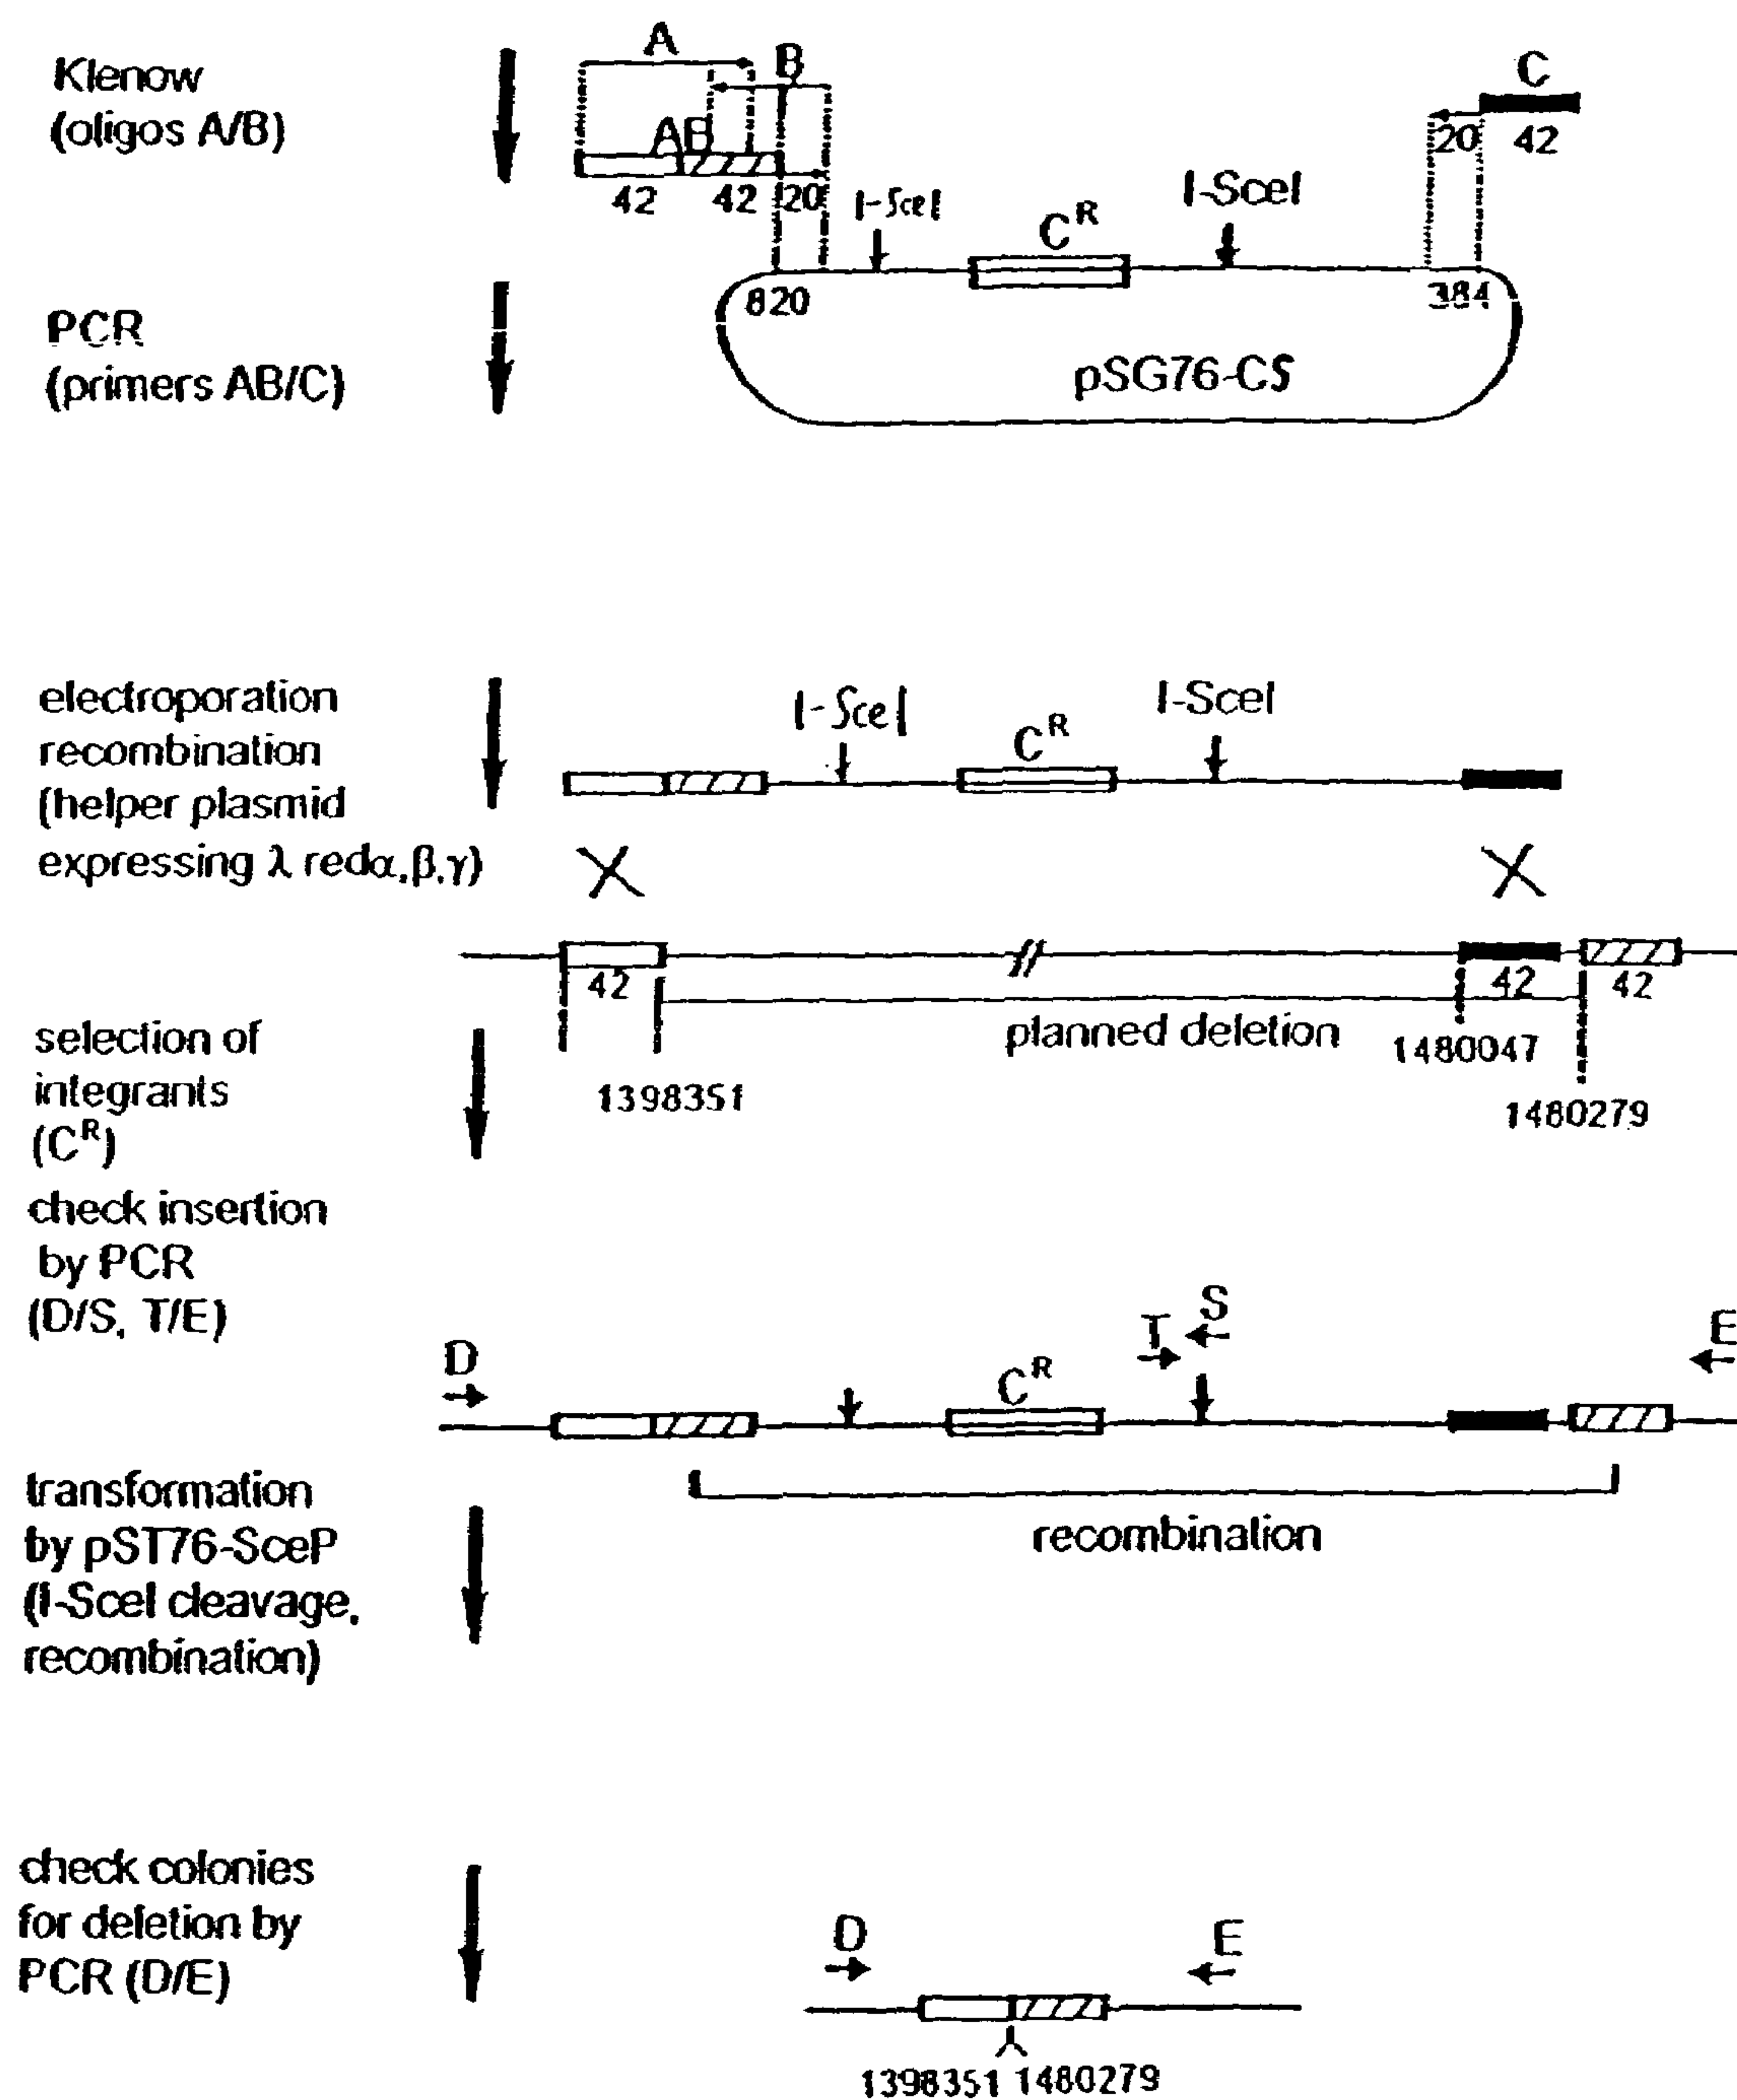 Klenow
(oligos A/B)
A
B
AB
42
42
20
C
20
42
I-SceI
C^R
I-SceI
820
384
pSG76-CS
PCR
(primers AB/C)
electroporation
recombination
(helper plasmid
expressing λ redα,β,γ)
I-SceI
C^R
I-SceI
42
42
42
planned deletion
1398351
1480047
1480279
selection of
integrants
(C^R)
check insertion
by PCR
(D/S, T/E)
D
C^R
T
S
E
recombination
transformation
by pST76-SceP
(I-SceI cleavage,
recombination)
check colonies
for deletion by
PCR (D/E)
D
E
1398351 1480279